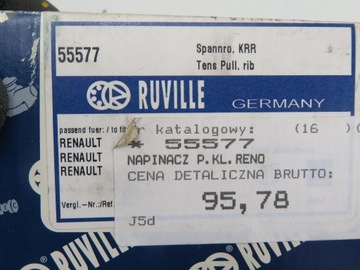 55577
Spannro. KRR
Tens Pull. rib
RUVILLE
GERMANY
passend fuer: / to fit
r katalogowy: (16
* 55577
RENAULT
RENAULT
RENAULT
NAPINACZ P.KL.RENO
CENA DETALICZNA BRUTTO:
95,78
J5d
Vergl.-Nr:/Ref
RUVILLE